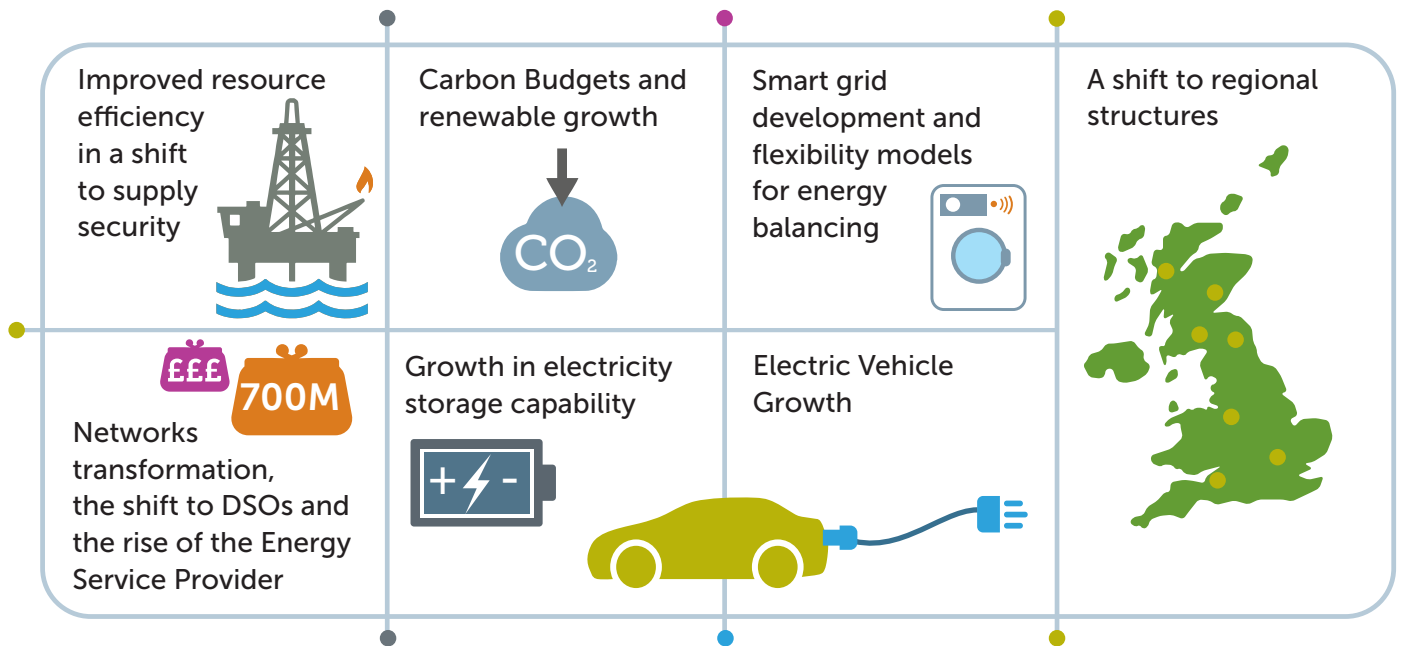 Improved resource
efficiency
in a shift
to supply
security
Carbon Budgets and
renewable growth
CO₂
Smart grid
development and
flexibility models
for energy
balancing
A shift to regional
structures
£££
700M
Networks
transformation,
the shift to DSOs and
the rise of the Energy
Service Provider
Growth in electricity
storage capability
+ -
Electric Vehicle
Growth